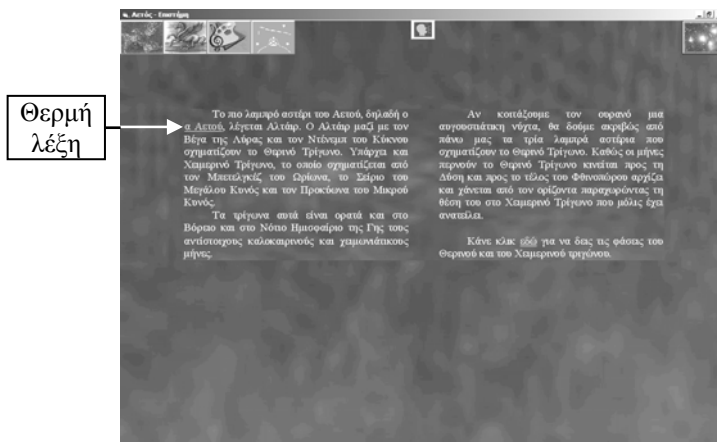 Αετός - Επιστήμη
Θερμή
λέξη
Το πιο λαμπρό αστέρι του Αετού, δηλαδή ο
α Αετού, λέγεται Αλτάιρ. Ο Αλτάιρ μαζί με τον
Βέγα της Λύρας και τον Ντένεμπ του Κύκνου
σχηματίζουν το Θερινό Τρίγωνο. Υπάρχει και
Χειμερινό Τρίγωνο, το οποίο σχηματίζεται από
τον Μπετελγκέζ του Ωρίωνα, το Σείριο του
Μεγάλου Κυνός και τον Προκύωνα του Μικρού
Κυνός.
Τα τρίγωνα αυτά είναι ορατά και στο
Βόρειο και στο Νότιο Ημισφαίριο της Γης τους
αντίστοιχους καλοκαιρινούς και χειμωνιάτικους
μήνες.
Αν κοιτάζουμε τον ουρανό μια
αυγουστιάτικη νύχτα, θα δούμε ακριβώς από
πάνω μας τα τρία λαμπρά αστέρια που
σχηματίζουν το Θερινό Τρίγωνο. Καθώς οι μήνες
περνούν το Θερινό Τρίγωνο κινείται προς τη
Δύση και προς το τέλος του Φθινοπώρου αρχίζει
και χάνεται από τον ορίζοντα παραχωρώντας τη
θέση του στο Χειμερινό Τρίγωνο που μόλις έχει
ανατείλει.
Κάνε κλικ εδώ για να δεις τις φάσεις του
Θερινού και του Χειμερινού τριγώνου.